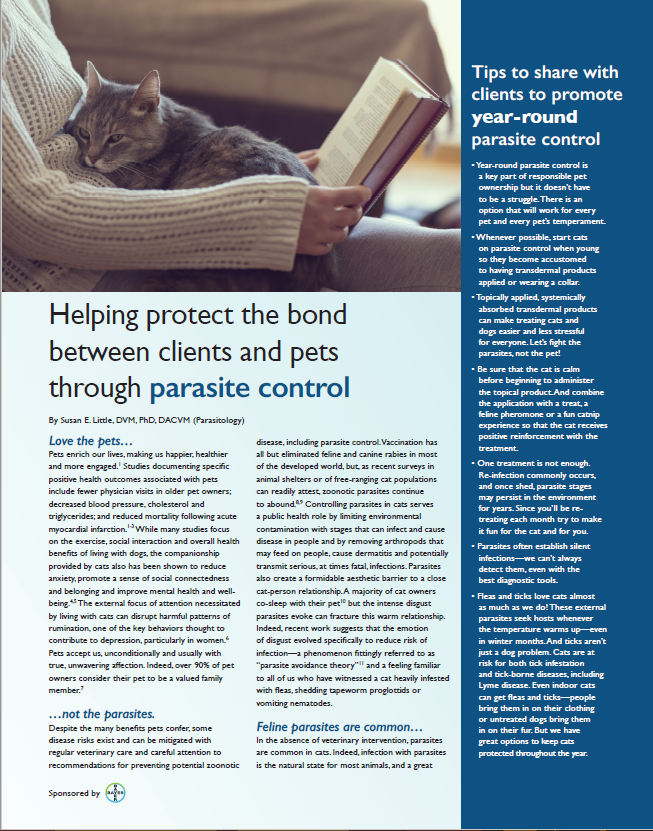 Helping protect the bond
between clients and pets
through parasite control
By Susan E. Little, DVM, PhD, DACVM (Parasitology)
Love the pets…
Pets enrich our lives, making us happier, healthier
and more engaged.1 Studies documenting specific
positive health outcomes associated with pets
include fewer physician visits in older pet owners;
decreased blood pressure, cholesterol and
triglycerides; and reduced mortality following acute
myocardial infarction.1-3 While many studies focus
on the exercise, social interaction and overall health
benefits of living with dogs, the companionship
provided by cats also has been shown to reduce
anxiety, promote a sense of social connectedness
and belonging and improve mental health and well-
being.4,5 The external focus of attention necessitated
by living with cats can disrupt harmful patterns of
rumination, one of the key behaviors thought to
contribute to depression, particularly in women.6
Pets accept us, unconditionally and usually with
true, unwavering affection. Indeed, over 90% of pet
owners consider their pet to be a valued family
member.7
…not the parasites.
Despite the many benefits pets confer, some
disease risks exist and can be mitigated with
regular veterinary care and careful attention to
recommendations for preventing potential zoonotic
disease, including parasite control. Vaccination has
all but eliminated feline and canine rabies in most
of the developed world, but, as recent surveys in
animal shelters or of free-ranging cat populations
can readily attest, zoonotic parasites continue
to abound.8,9 Controlling parasites in cats serves
a public health role by limiting environmental
contamination with stages that can infect and cause
disease in people and by removing arthropods that
may feed on people, cause dermatitis and potentially
transmit serious, at times fatal, infections. Parasites
also create a formidable aesthetic barrier to a close
cat-person relationship. A majority of cat owners
co-sleep with their pet10 but the intense disgust
parasites evoke can fracture this warm relationship.
Indeed, recent work suggests that the emotion
of disgust evolved specifically to reduce risk of
infection—a phenomenon fittingly referred to as
“parasite avoidance theory”11 and a feeling familiar
to all of us who have witnessed a cat heavily infested
with fleas, shedding tapeworm proglottids or
vomiting nematodes.
Feline parasites are common…
In the absence of veterinary intervention, parasites
are common in cats. Indeed, infection with parasites
is the natural state for most animals, and a great
Sponsored by
BAYER
Tips to share with
clients to promote
year-round
parasite control
• Year-round parasite control is
a key part of responsible pet
ownership but it doesn't have
to be a struggle. There is an
option that will work for every
pet and every pet's temperament.
• Whenever possible, start cats
on parasite control when young
so they become accustomed
to having transdermal products
applied or wearing a collar.
• Topically applied, systemically
absorbed transdermal products
can make treating cats and
dogs easier and less stressful
for everyone. Let's fight the
parasites, not the pet!
• Be sure that the cat is calm
before beginning to administer
the topical product. And combine
the application with a treat, a
feline pheromone or a fun catnip
experience so that the cat receives
positive reinforcement with the
treatment.
• One treatment is not enough.
Re-infection commonly occurs,
and once shed, parasite stages
may persist in the environment
for years. Since you'll be re-
treating each month try to make
it fun for the cat and for you.
• Parasites often establish silent
infections—we can't always
detect them, even with the
best diagnostic tools.
• Fleas and ticks love cats almost
as much as we do! These external
parasites seek hosts whenever
the temperature warms up—even
in winter months. And ticks aren't
just a dog problem. Cats are at
risk for both tick infestation
and tick-borne diseases, including
Lyme disease. Even indoor cats
can get fleas and ticks—people
bring them in on their clothing
or untreated dogs bring them
in on their fur. But we have
great options to keep cats
protected throughout the year.